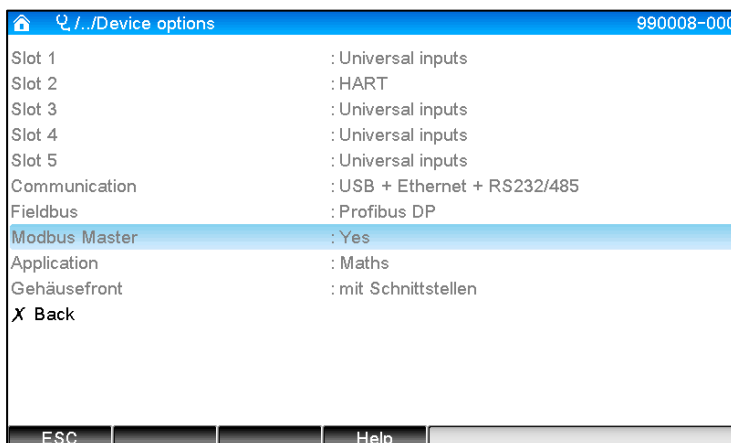 /../Device options 990008-000
Slot 1 : Universal inputs
Slot 2 : HART
Slot 3 : Universal inputs
Slot 4 : Universal inputs
Slot 5 : Universal inputs
Communication : USB + Ethernet + RS232/485
Fieldbus : Profibus DP
Modbus Master : Yes
Application : Maths
Gehäusefront : mit Schnittstellen
X Back
ESC Help